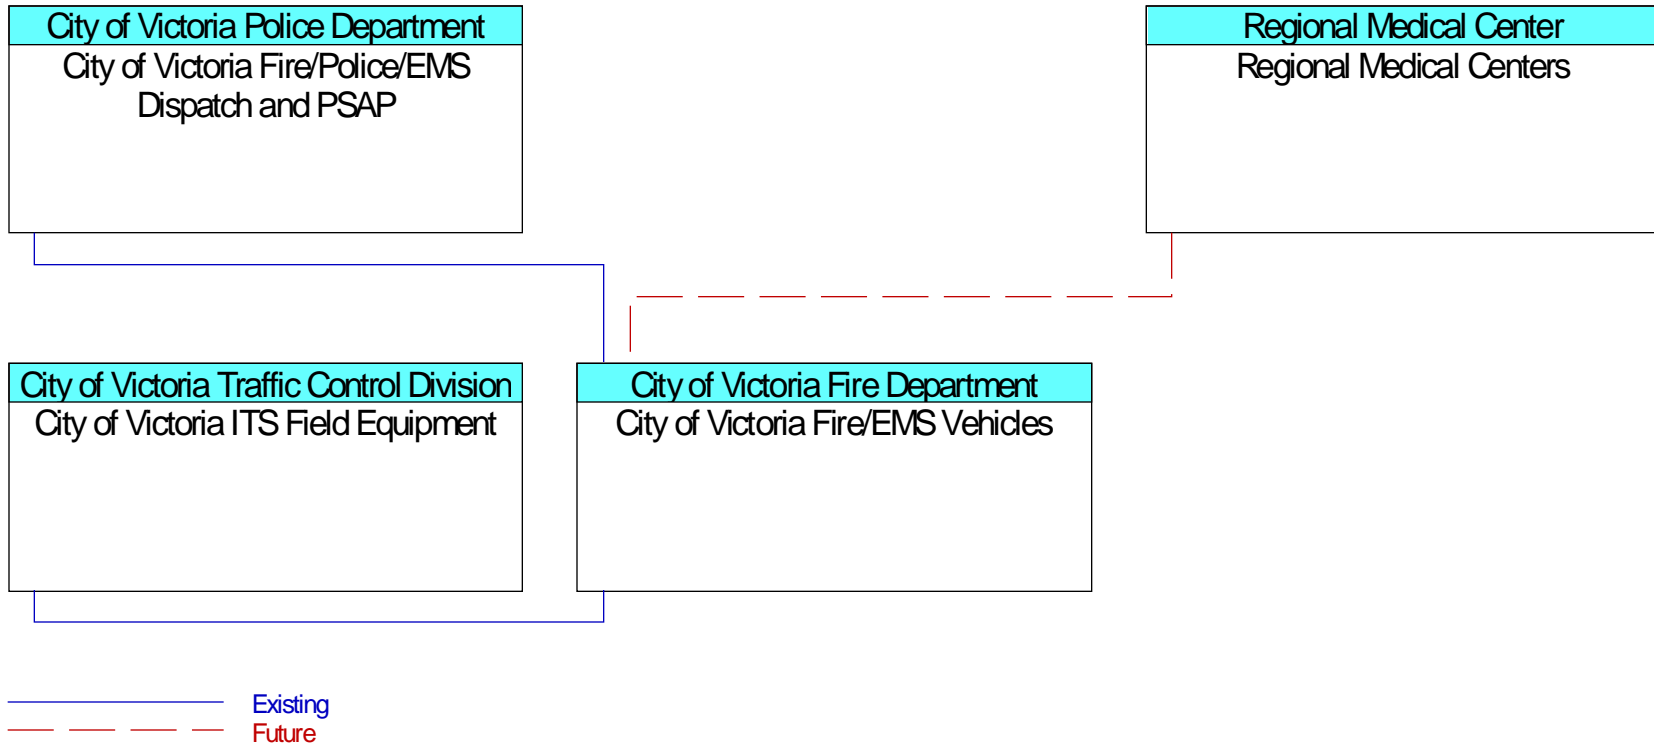 City of Victoria Police Department
City of Victoria Fire/Police/EMS
Dispatch and PSAP
Regional Medical Center
Regional Medical Centers
City of Victoria Traffic Control Division
City of Victoria ITS Field Equipment
City of Victoria Fire Department
City of Victoria Fire/EMS Vehicles
Existing
Future